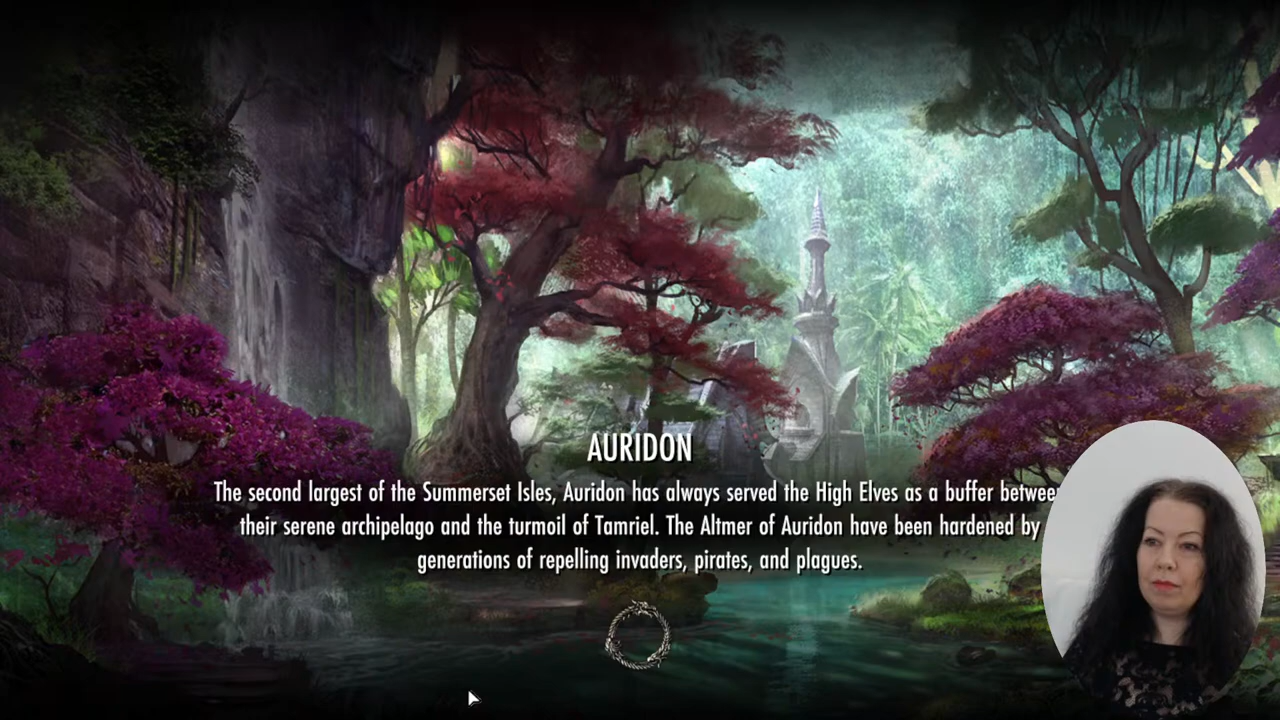 AURIDON
The second largest of the Summerset Isles, Auridon has always served the High Elves as a buffer between
their serene archipelago and the turmoil of Tamriel. The Altmer of Auridon have been hardened by
generations of repelling invaders, pirates, and plagues.